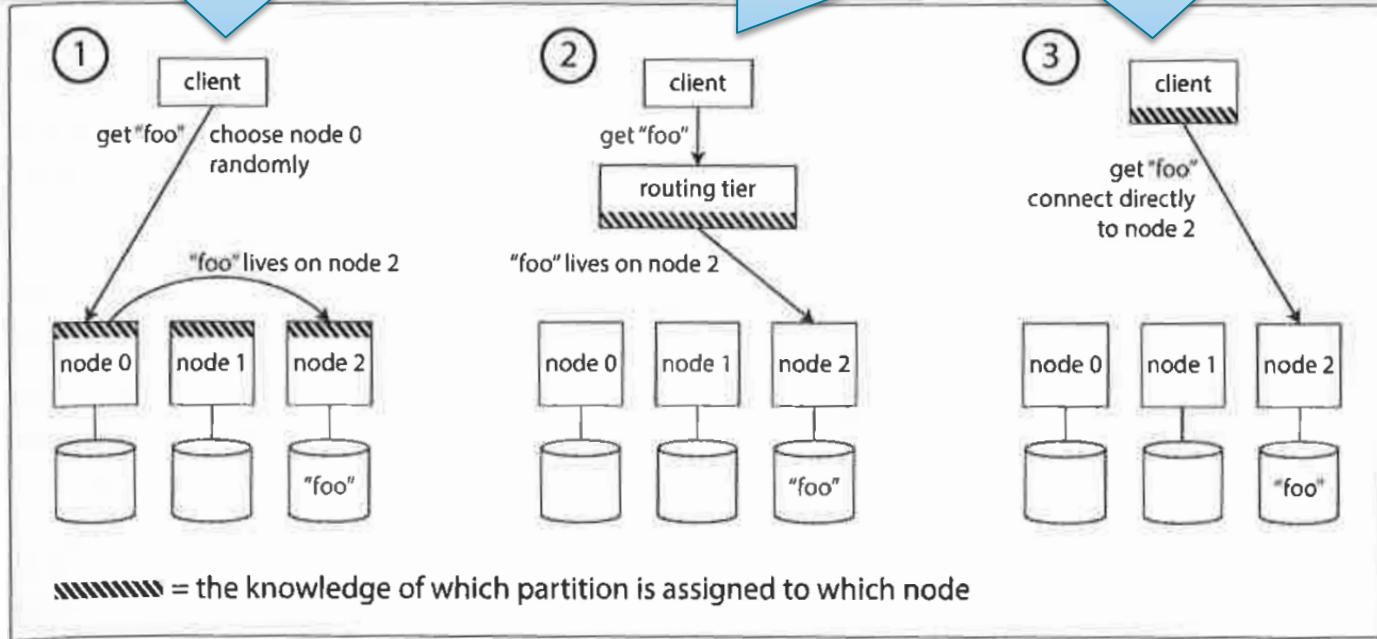 1
client
get "foo"
choose node 0
randomly
"foo" lives on node 2
node 0
node 1
node 2
"foo"
2
client
get "foo"
routing tier
"foo" lives on node 2
node 0
node 1
node 2
"foo"
3
client
get "foo"
connect directly
to node 2
node 0
node 1
node 2
"foo"
= the knowledge of which partition is assigned to which node